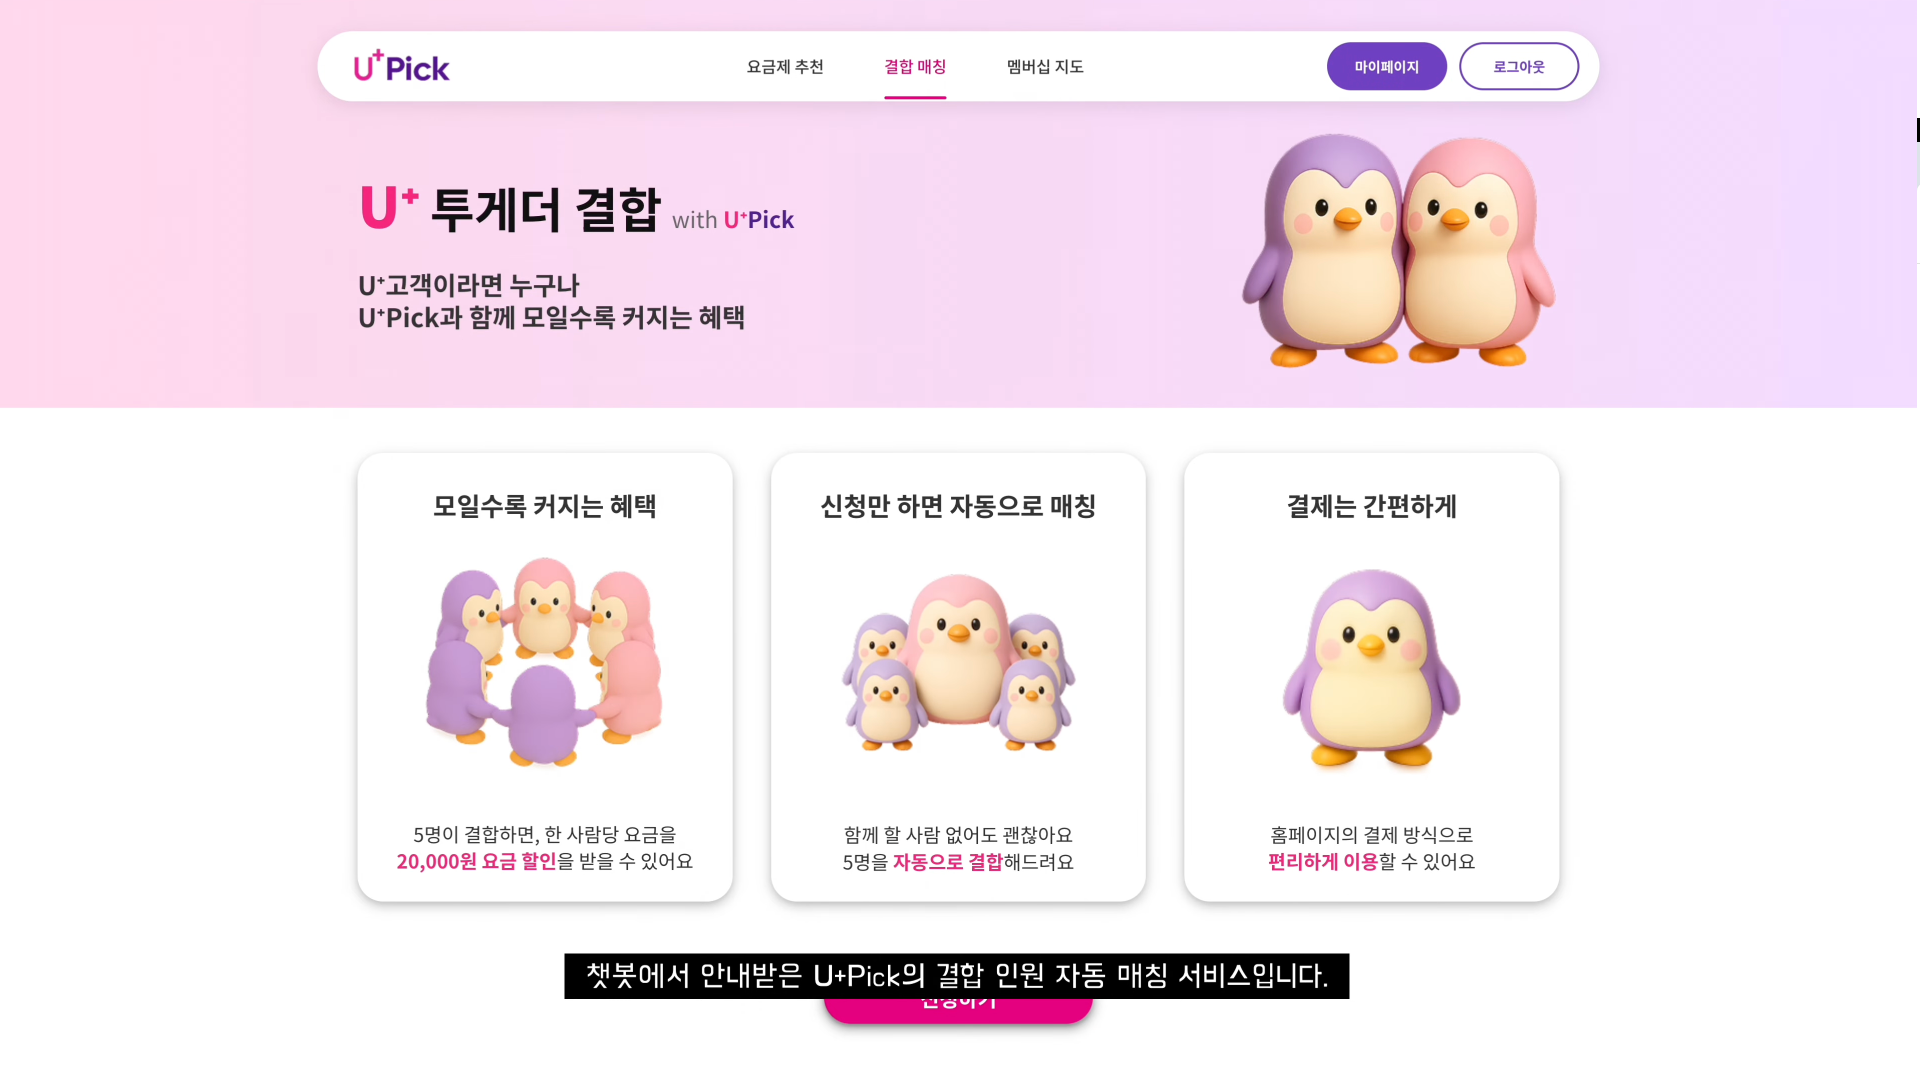 U+Pick
요금제 추천
결합 매칭
멤버십 지도
마이페이지
로그아웃
U+ 투게더 결합 with U+Pick
U+고객이라면 누구나
U+Pick과 함께 모일수록 커지는 혜택
모일수록 커지는 혜택
5명이 결합하면, 한 사람당 요금을
20,000원 요금 할인을 받을 수 있어요
신청만 하면 자동으로 매칭
함께 할 사람 없어도 괜찮아요
5명을 자동으로 결합해드려요
결제는 간편하게
홈페이지의 결제 방식으로
편리하게 이용할 수 있어요
챗봇에서 안내받은 U+Pick의 결합 인원 자동 매칭 서비스입니다.
신청하기